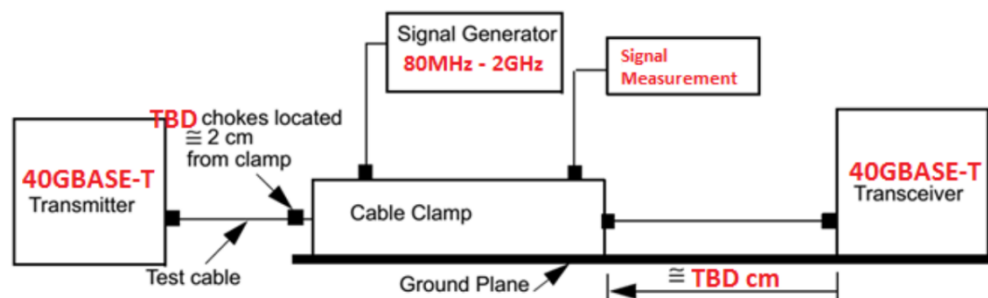 Signal Generator
80MHz - 2GHz
Signal
Measurement
TBD chokes located
≅ 2 cm
from clamp
40GBASE-T
Transmitter
Cable Clamp
40GBASE-T
Transceiver
Test cable
Ground Plane
≅ TBD cm